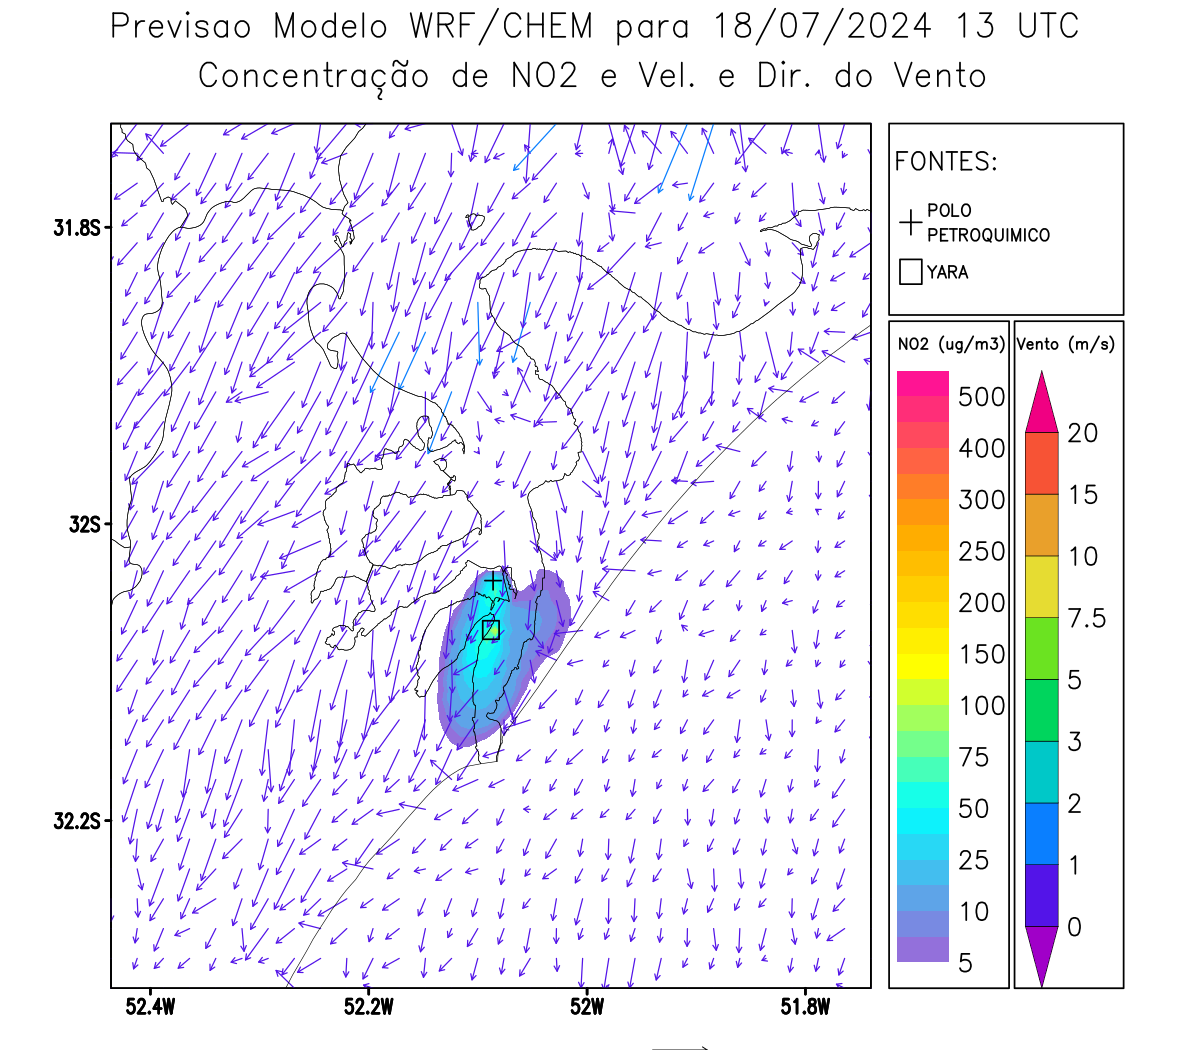 Previsao Modelo WRF/CHEM para 18/07/2024 13 UTC
Concentração de NO2 e Vel. e Dir. do Vento
FONTES:
POLO
PETROQUIMICO
YARA
NO2 (ug/m3)
500
400
300
250
200
150
100
75
50
25
10
5
Vento (m/s)
20
15
10
7.5
5
3
2
1
0
31.8S
32S
32.2S
52.4W
52.2W
52W
51.8W